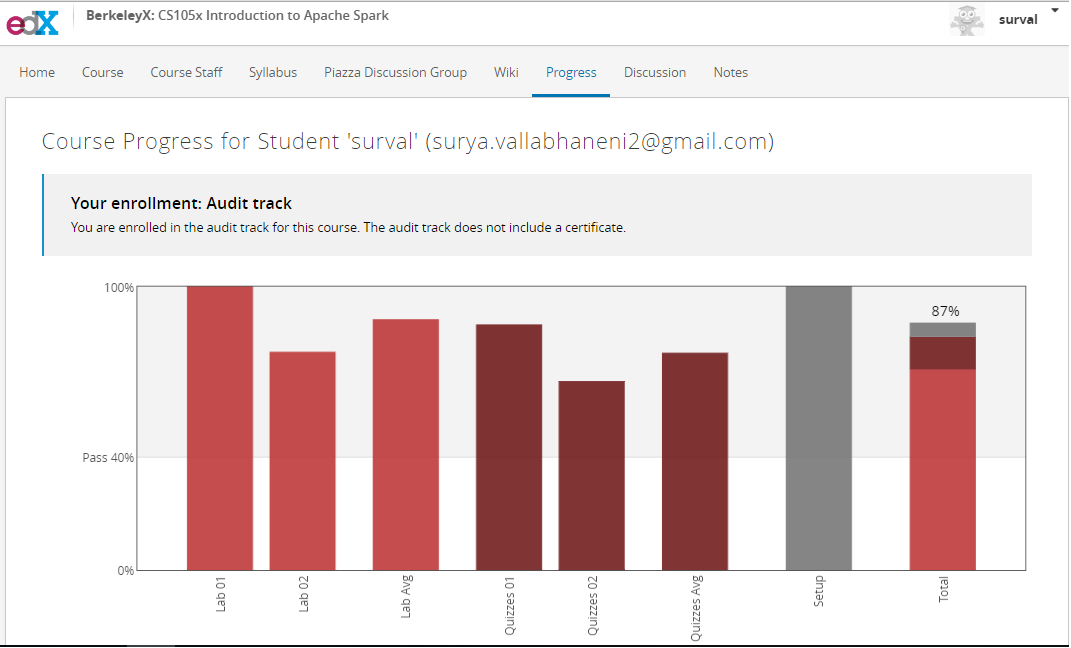 edX BerkeleyX: CS105x Introduction to Apache Spark surval
Home Course Course Staff Syllabus Piazza Discussion Group Wiki Progress Discussion Notes
Course Progress for Student 'surval' (surya.vallabhaneni2@gmail.com)
Your enrollment: Audit track
You are enrolled in the audit track for this course. The audit track does not include a certificate.
100%
87%
Pass 40%
0%
Lab 01
Lab 02
Lab Avg
Quizzes 01
Quizzes 02
Quizzes Avg
Setup
Total